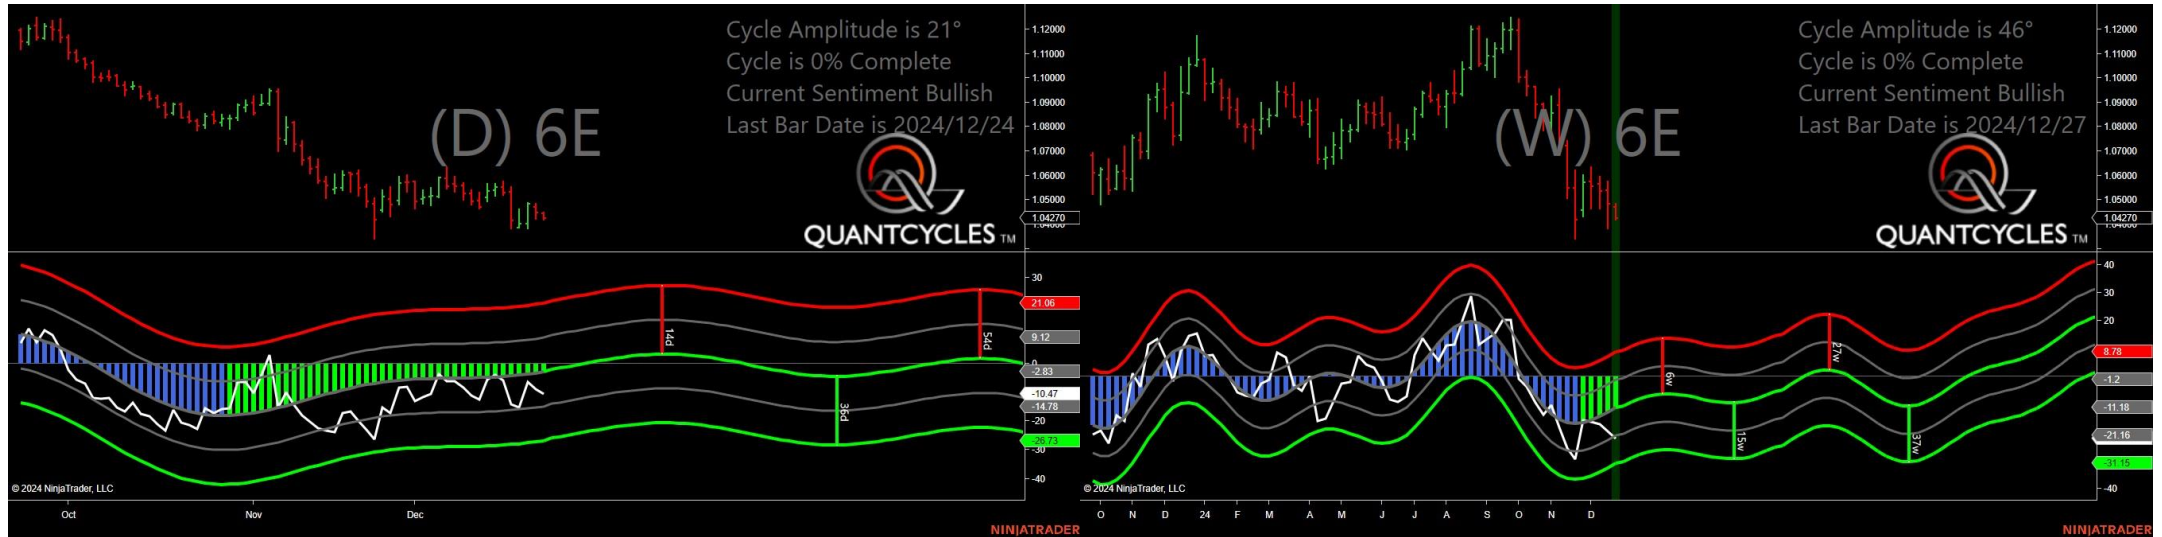 Cycle Amplitude is 21°
Cycle is 0% Complete
Current Sentiment Bullish
Last Bar Date is 2024/12/24
(D) 6E
QUANTCYCLES TM
1.12000
1.11000
1.10000
1.09000
1.08000
1.07000
1.06000
1.05000
1.04270
1.04000
30
21.06
9.12
0
-2.83
-10.47
-14.78
-20
-26.73
-30
-40
14d
36d
54d
© 2024 NinjaTrader, LLC
Oct Nov Dec
NINJATRADER
Cycle Amplitude is 46°
Cycle is 0% Complete
Current Sentiment Bullish
Last Bar Date is 2024/12/27
(W) 6E
QUANTCYCLES TM
1.12000
1.11000
1.10000
1.09000
1.08000
1.07000
1.06000
1.05000
1.04270
1.04000
40
30
20
8.78
-1.2
-11.18
-21.16
-31.15
-40
6w
15w
27w
37w
© 2024 NinjaTrader, LLC
O N D 24 F M A M J J A S O N D
NINJATRADER